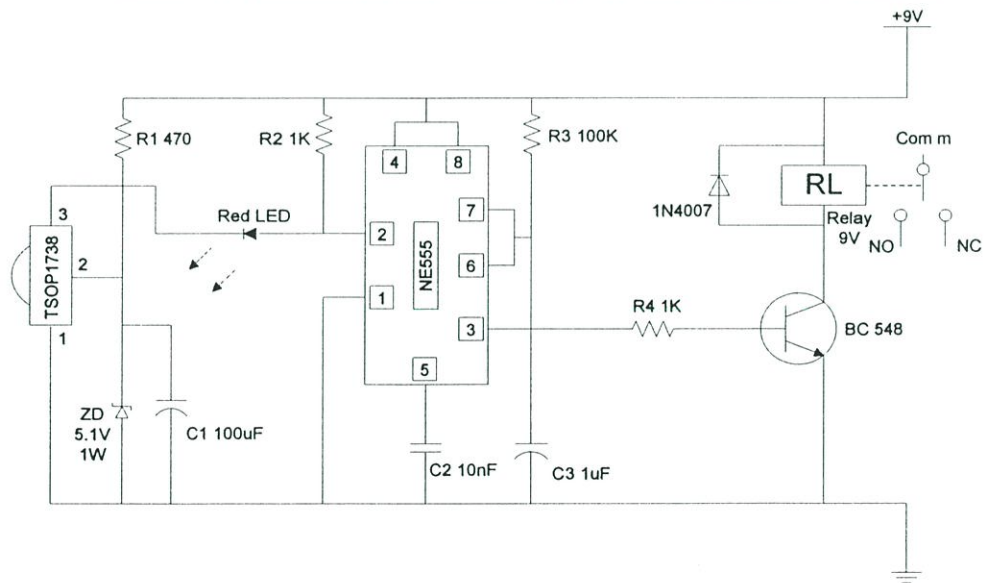 +9V
R1 470
R2 1K
R3 100K
Com m
4
8
RL
1N4007
Relay
9V
NO
NC
3
Red LED
7
2
TSOP1738
2
NE555
6
1
1
3
R4 1K
BC 548
5
ZD
5.1V
1W
C1 100uF
C2 10nF
C3 1uF